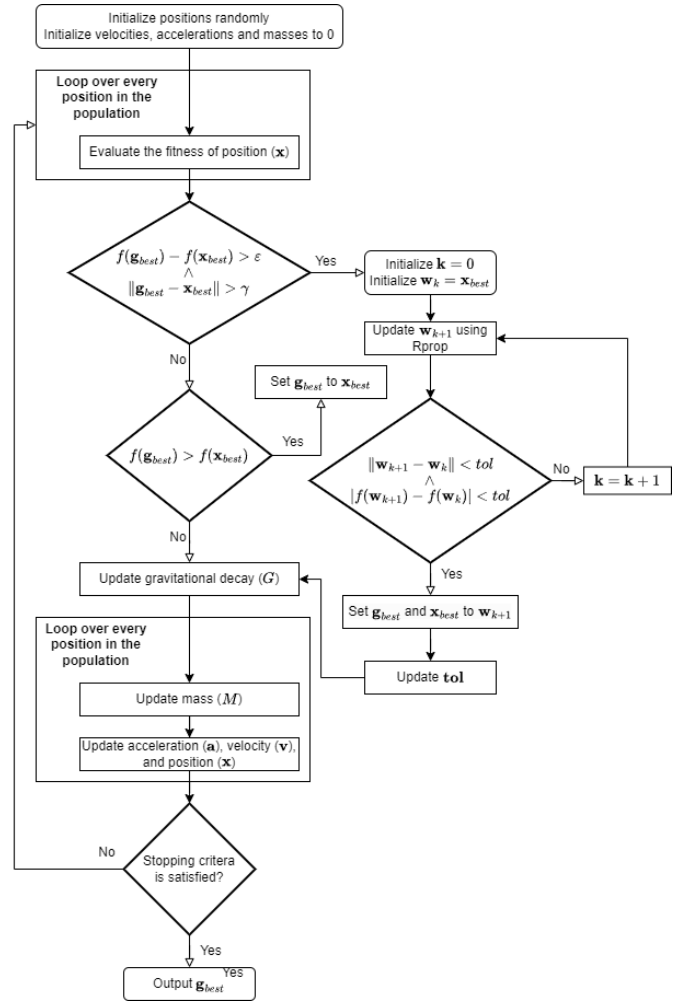 Initialize positions randomly
Initialize velocities, accelerations and masses to 0
Loop over every
position in the
population
Evaluate the fitness of position (x)
f(g_best) − f(x_best) > ε
∧
‖g_best − x_best‖ > γ
Yes
Initialize k = 0
Initialize w_k = x_best
Update w_{k+1} using
Rprop
No
Set g_best to x_best
f(g_best) > f(x_best)
Yes
‖w_{k+1} − w_k‖ < tol
∧
|f(w_{k+1}) − f(w_k)| < tol
No
k = k + 1
No
Yes
Update gravitational decay (G)
Set g_best and x_best to w_{k+1}
Update tol
Loop over every
position in the
population
Update mass (M)
Update acceleration (a), velocity (v),
and position (x)
No
Stopping critera
is satisfied?
Yes
Yes
Output g_best